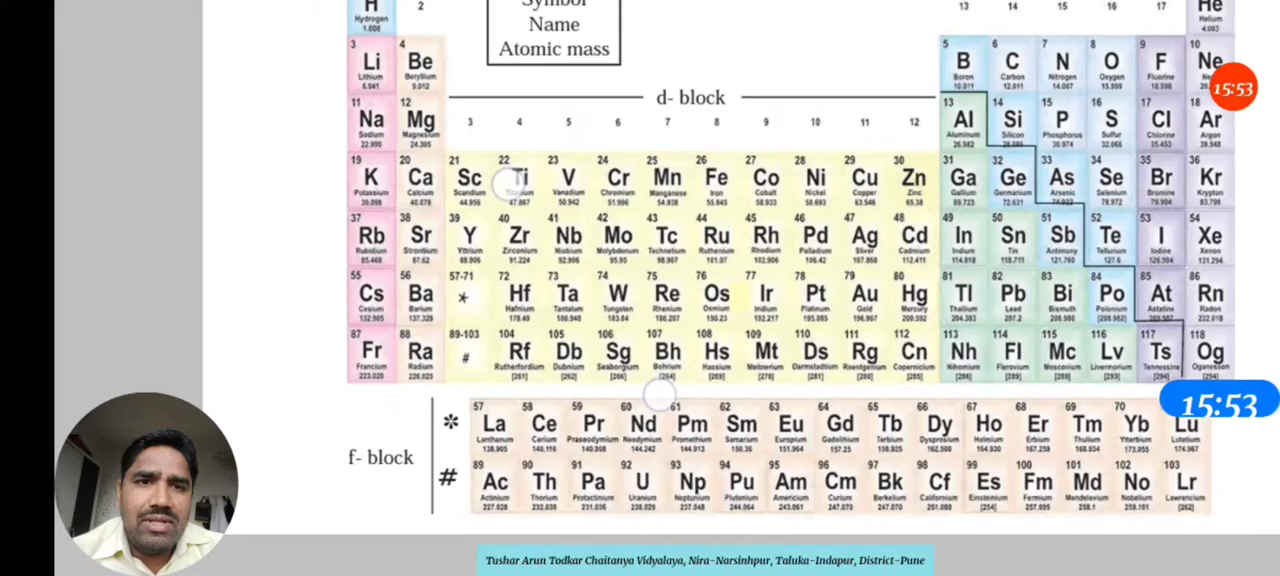 Symbol
Name
Atomic mass
H He
Hydrogen Helium
1.008 4.003
2 13 14 15 16 17
3 4 5 6 7 8 9 10
Li Be B C N O F Ne
Lithium Beryllium Boron Carbon Nitrogen Oxygen Fluorine
6.941 9.012 10.811 12.011 14.007 15.999 18.998
15:53
d- block
11 12 13 14 15 16 17 18
Na Mg Al Si P S Cl Ar
Sodium Magnesium Aluminum Silicon Phosphorus Sulfur Chlorine Argon
22.990 24.305 26.982 30.974 32.066 35.453 39.948
3 4 5 6 7 8 9 10 11 12
19 20 21 22 23 24 25 26 27 28 29 30 31 32 33 34 35 36
K Ca Sc Ti V Cr Mn Fe Co Ni Cu Zn Ga Ge As Se Br Kr
Potassium Calcium Scandium Titanium Vanadium Chromium Manganese Iron Cobalt Nickel Copper Zinc Gallium Germanium Arsenic Selenium Bromine Krypton
39.098 40.078 44.956 47.867 50.942 51.996 54.938 55.845 58.933 58.693 63.546 65.38 69.723 72.631 74.922 78.972 79.904 83.798
37 38 39 40 41 42 43 44 45 46 47 48 49 50 51 52 53 54
Rb Sr Y Zr Nb Mo Tc Ru Rh Pd Ag Cd In Sn Sb Te I Xe
Rubidium Strontium Yttrium Zirconium Niobium Molybdenum Technetium Ruthenium Rhodium Palladium Silver Cadmium Indium Tin Antimony Tellurium Iodine Xenon
85.468 87.62 88.906 91.224 92.906 95.95 98.907 101.07 102.906 106.42 107.868 112.411 114.818 118.711 121.760 127.6 126.904 131.294
55 56 57-71 72 73 74 75 76 77 78 79 80 81 82 83 84 85 86
Cs Ba * Hf Ta W Re Os Ir Pt Au Hg Tl Pb Bi Po At Rn
Cesium Barium Hafnium Tantalum Tungsten Rhenium Osmium Iridium Platinum Gold Mercury Thallium Lead Bismuth Polonium Astatine Radon
132.905 137.328 178.49 180.948 183.84 186.207 190.23 192.217 195.085 196.967 200.592 204.383 207.2 208.980 [208.982] 222.018
87 88 89-103 104 105 106 107 108 109 110 111 112 113 114 115 116 117 118
Fr Ra # Rf Db Sg Bh Hs Mt Ds Rg Cn Nh Fl Mc Lv Ts Og
Francium Radium Rutherfordium Dubnium Seaborgium Bohrium Hassium Meitnerium Darmstadtium Roentgenium Copernicium Nihonium Flerovium Moscovium Livermorium Tennessine Oganesson
223.020 226.025 [261] [262] [266] [264] [269] [278] [281] [280] [285] [286] [289] [289] [293] [294] [294]
15:53
f- block
57 58 59 60 61 62 63 64 65 66 67 68 69 70
* La Ce Pr Nd Pm Sm Eu Gd Tb Dy Ho Er Tm Yb Lu
Lanthanum Cerium Praseodymium Neodymium Promethium Samarium Europium Gadolinium Terbium Dysprosium Holmium Erbium Thulium Ytterbium Lutetium
138.905 140.116 140.908 144.242 144.913 150.36 151.964 157.25 158.925 162.500 164.930 167.259 168.934 173.055 174.967
89 90 91 92 93 94 95 96 97 98 99 100 101 102 103
# Ac Th Pa U Np Pu Am Cm Bk Cf Es Fm Md No Lr
Actinium Thorium Protactinium Uranium Neptunium Plutonium Americium Curium Berkelium Californium Einsteinium Fermium Mendelevium Nobelium Lawrencium
227.028 232.038 231.036 238.029 237.048 244.064 243.061 247.070 247.070 251.080 [254] 257.095 258.1 259.101 [262]
Tushar Arun Todkar Chaitanya Vidyalaya, Nira-Narsinhpur, Taluka-Indapur, District-Pune